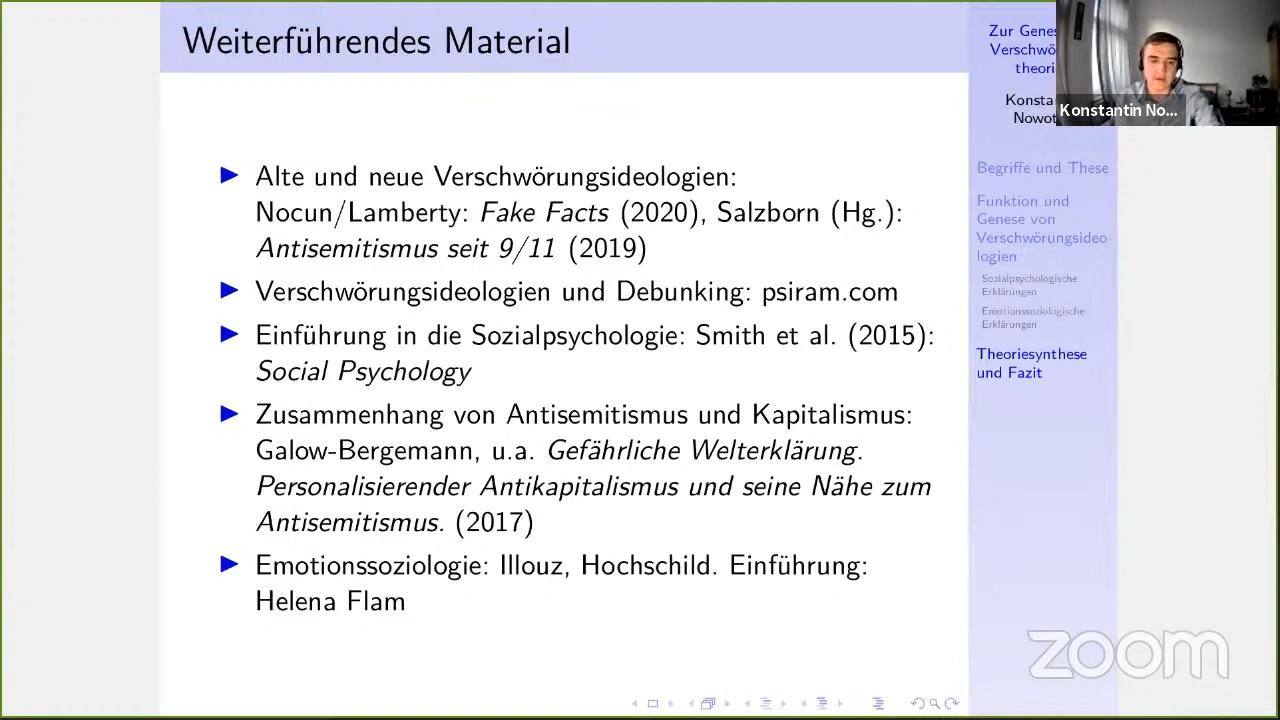 Weiterführendes Material
Alte und neue Verschwörungsideologien:
Nocun/Lamberty: Fake Facts (2020), Salzborn (Hg.):
Antisemitismus seit 9/11 (2019)
Verschwörungsideologien und Debunking: psiram.com
Einführung in die Sozialpsychologie: Smith et al. (2015):
Social Psychology
Zusammenhang von Antisemitismus und Kapitalismus:
Galow-Bergemann, u.a. Gefährliche Welterklärung.
Personalisierender Antikapitalismus und seine Nähe zum
Antisemitismus. (2017)
Emotionssoziologie: Illouz, Hochschild. Einführung:
Helena Flam
Zur Genes
Verschwö
theori
Konsta
Nowot
Konstantin No...
Begriffe und These
Funktion und
Genese von
Verschwörungsideo-
logien
Sozialpsychologische
Erklärungen
Emotionssoziologische
Erklärungen
Theoriesynthese
und Fazit
zoom